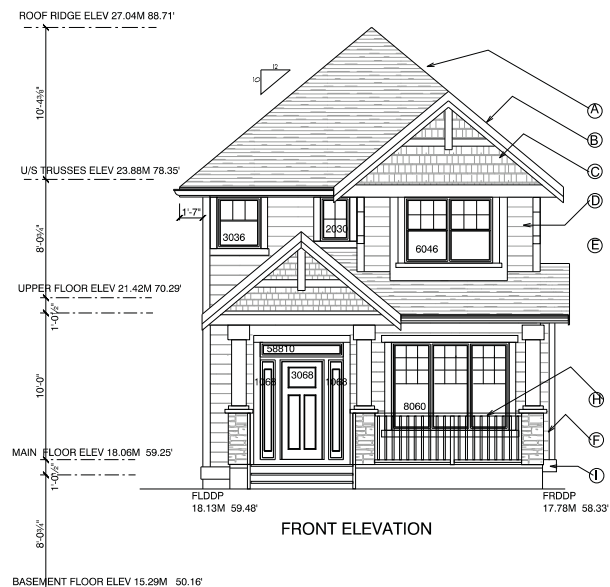 ROOF RIDGE ELEV 27.04M 88.71'
12
A
10'-4⅜"
B
C
U/S TRUSSES ELEV 23.88M 78.35'
1'-7"
D
3036
2030
6046
E
8'-0¾"
UPPER FLOOR ELEV 21.42M 70.29'
1'-0½"
58810
3068
1068
1068
10'-0"
8060
H
F
MAIN FLOOR ELEV 18.06M 59.25'
1'-0½"
I
FLDDP
18.13M 59.48'
FRDDP
17.78M 58.33'
FRONT ELEVATION
8'-0¾"
BASEMENT FLOOR ELEV 15.29M 50.16'